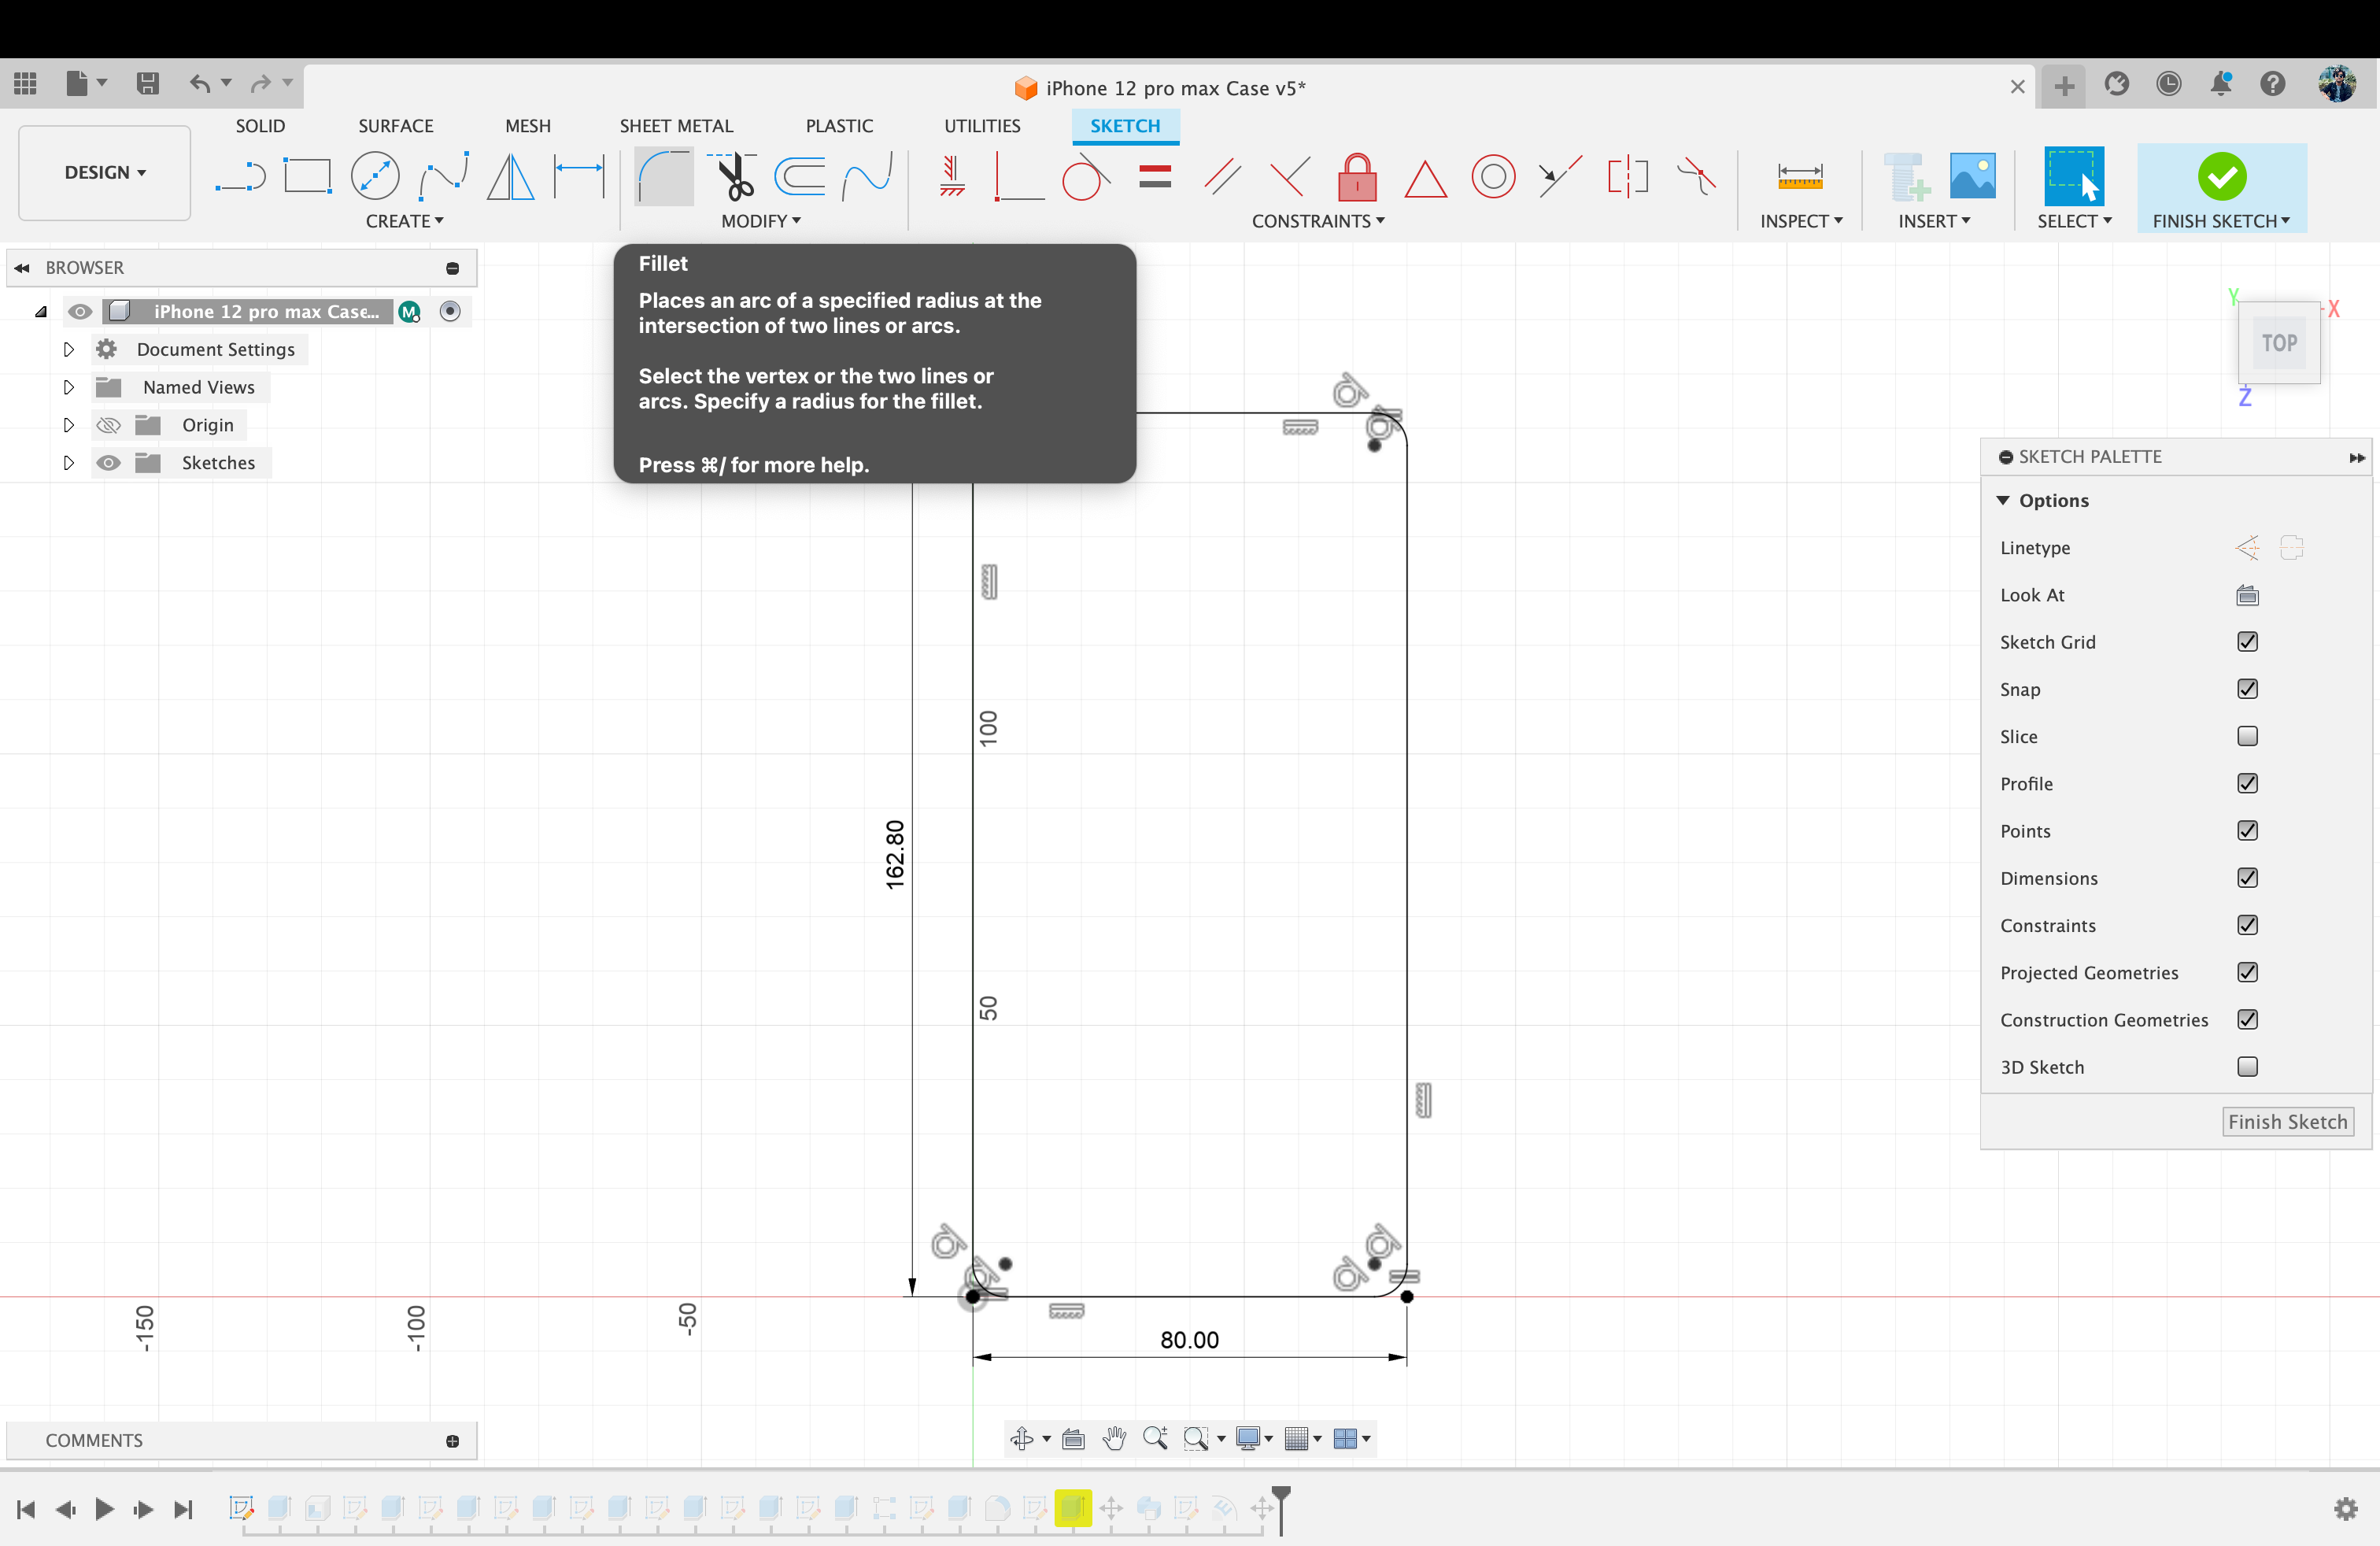 iPhone 12 pro max Case v5*
SOLID
SURFACE
MESH
SHEET METAL
PLASTIC
UTILITIES
SKETCH
DESIGN
CREATE
MODIFY
CONSTRAINTS
INSPECT
INSERT
SELECT
FINISH SKETCH
BROWSER
iPhone 12 pro max Case...
M
Document Settings
Named Views
Origin
Sketches
Fillet
Places an arc of a specified radius at the
intersection of two lines or arcs.
Select the vertex or the two lines or
arcs. Specify a radius for the fillet.
Press ⌘/ for more help.
Y
X
TOP
Z
SKETCH PALETTE
Options
Linetype
Look At
Sketch Grid
Snap
Slice
Profile
Points
Dimensions
Constraints
Projected Geometries
Construction Geometries
3D Sketch
Finish Sketch
100
162.80
50
-150
-100
-50
80.00
COMMENTS